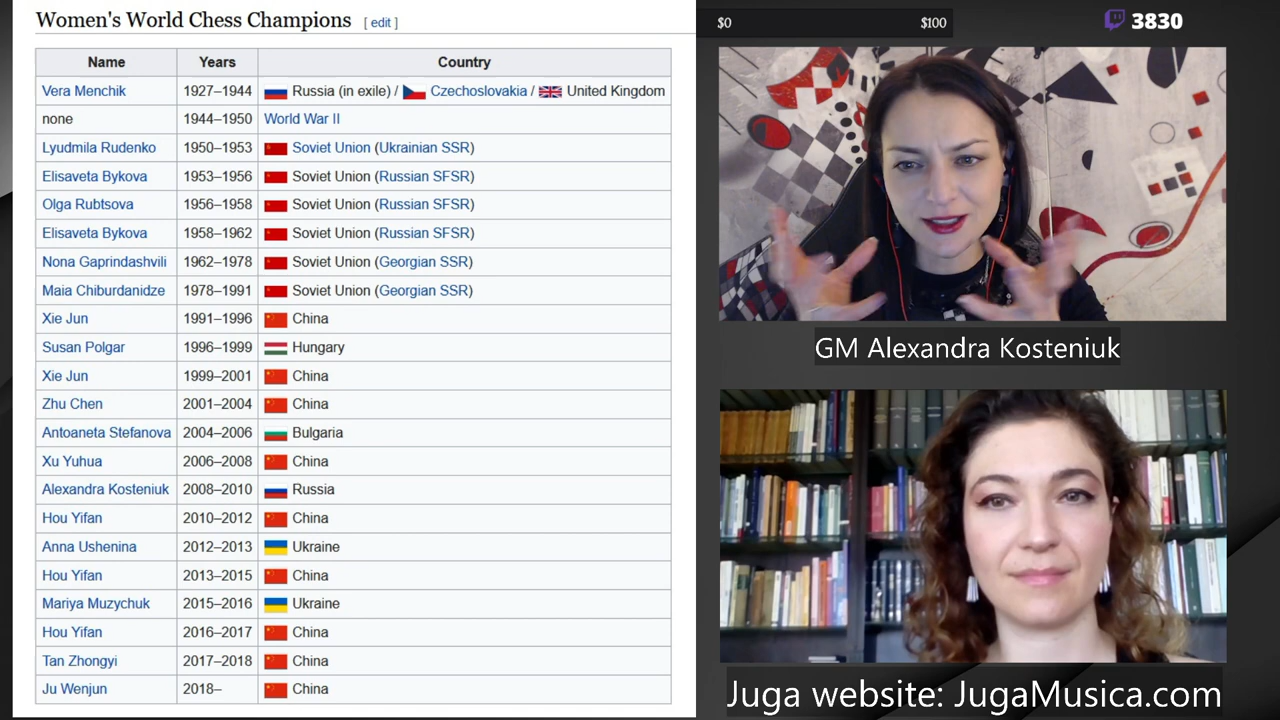 Women's World Chess Champions [ edit ]
Name Years Country
Vera Menchik 1927–1944 Russia (in exile) / Czechoslovakia / United Kingdom
none 1944–1950 World War II
Lyudmila Rudenko 1950–1953 Soviet Union (Ukrainian SSR)
Elisaveta Bykova 1953–1956 Soviet Union (Russian SFSR)
Olga Rubtsova 1956–1958 Soviet Union (Russian SFSR)
Elisaveta Bykova 1958–1962 Soviet Union (Russian SFSR)
Nona Gaprindashvili 1962–1978 Soviet Union (Georgian SSR)
Maia Chiburdanidze 1978–1991 Soviet Union (Georgian SSR)
Xie Jun 1991–1996 China
Susan Polgar 1996–1999 Hungary
Xie Jun 1999–2001 China
Zhu Chen 2001–2004 China
Antoaneta Stefanova 2004–2006 Bulgaria
Xu Yuhua 2006–2008 China
Alexandra Kosteniuk 2008–2010 Russia
Hou Yifan 2010–2012 China
Anna Ushenina 2012–2013 Ukraine
Hou Yifan 2013–2015 China
Mariya Muzychuk 2015–2016 Ukraine
Hou Yifan 2016–2017 China
Tan Zhongyi 2017–2018 China
Ju Wenjun 2018– China
$0 $100
3830
GM Alexandra Kosteniuk
Juga website: JugaMusica.com